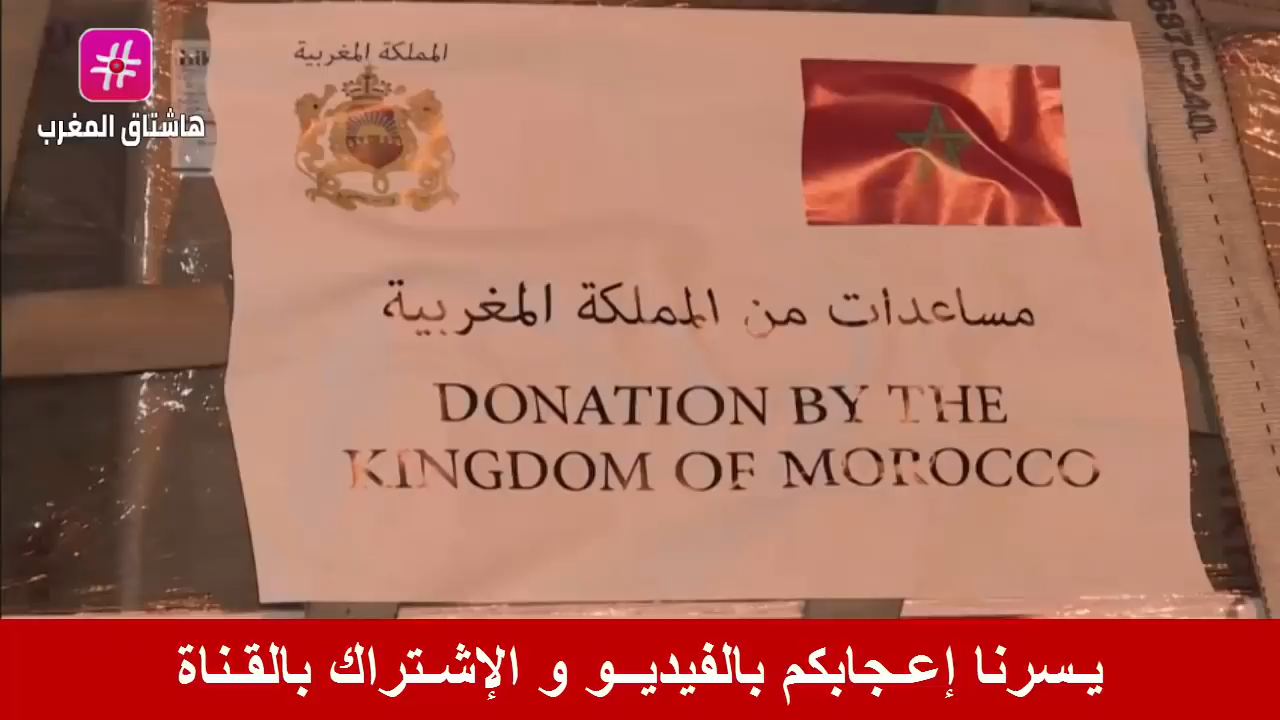 هاشتاق المغرب
المملكة المغربية
مساعدات من المملكة المغربية
DONATION BY THE
KINGDOM OF MOROCCO
يسرنا إعجابكم بالفيديو و الإشتراك بالقناة